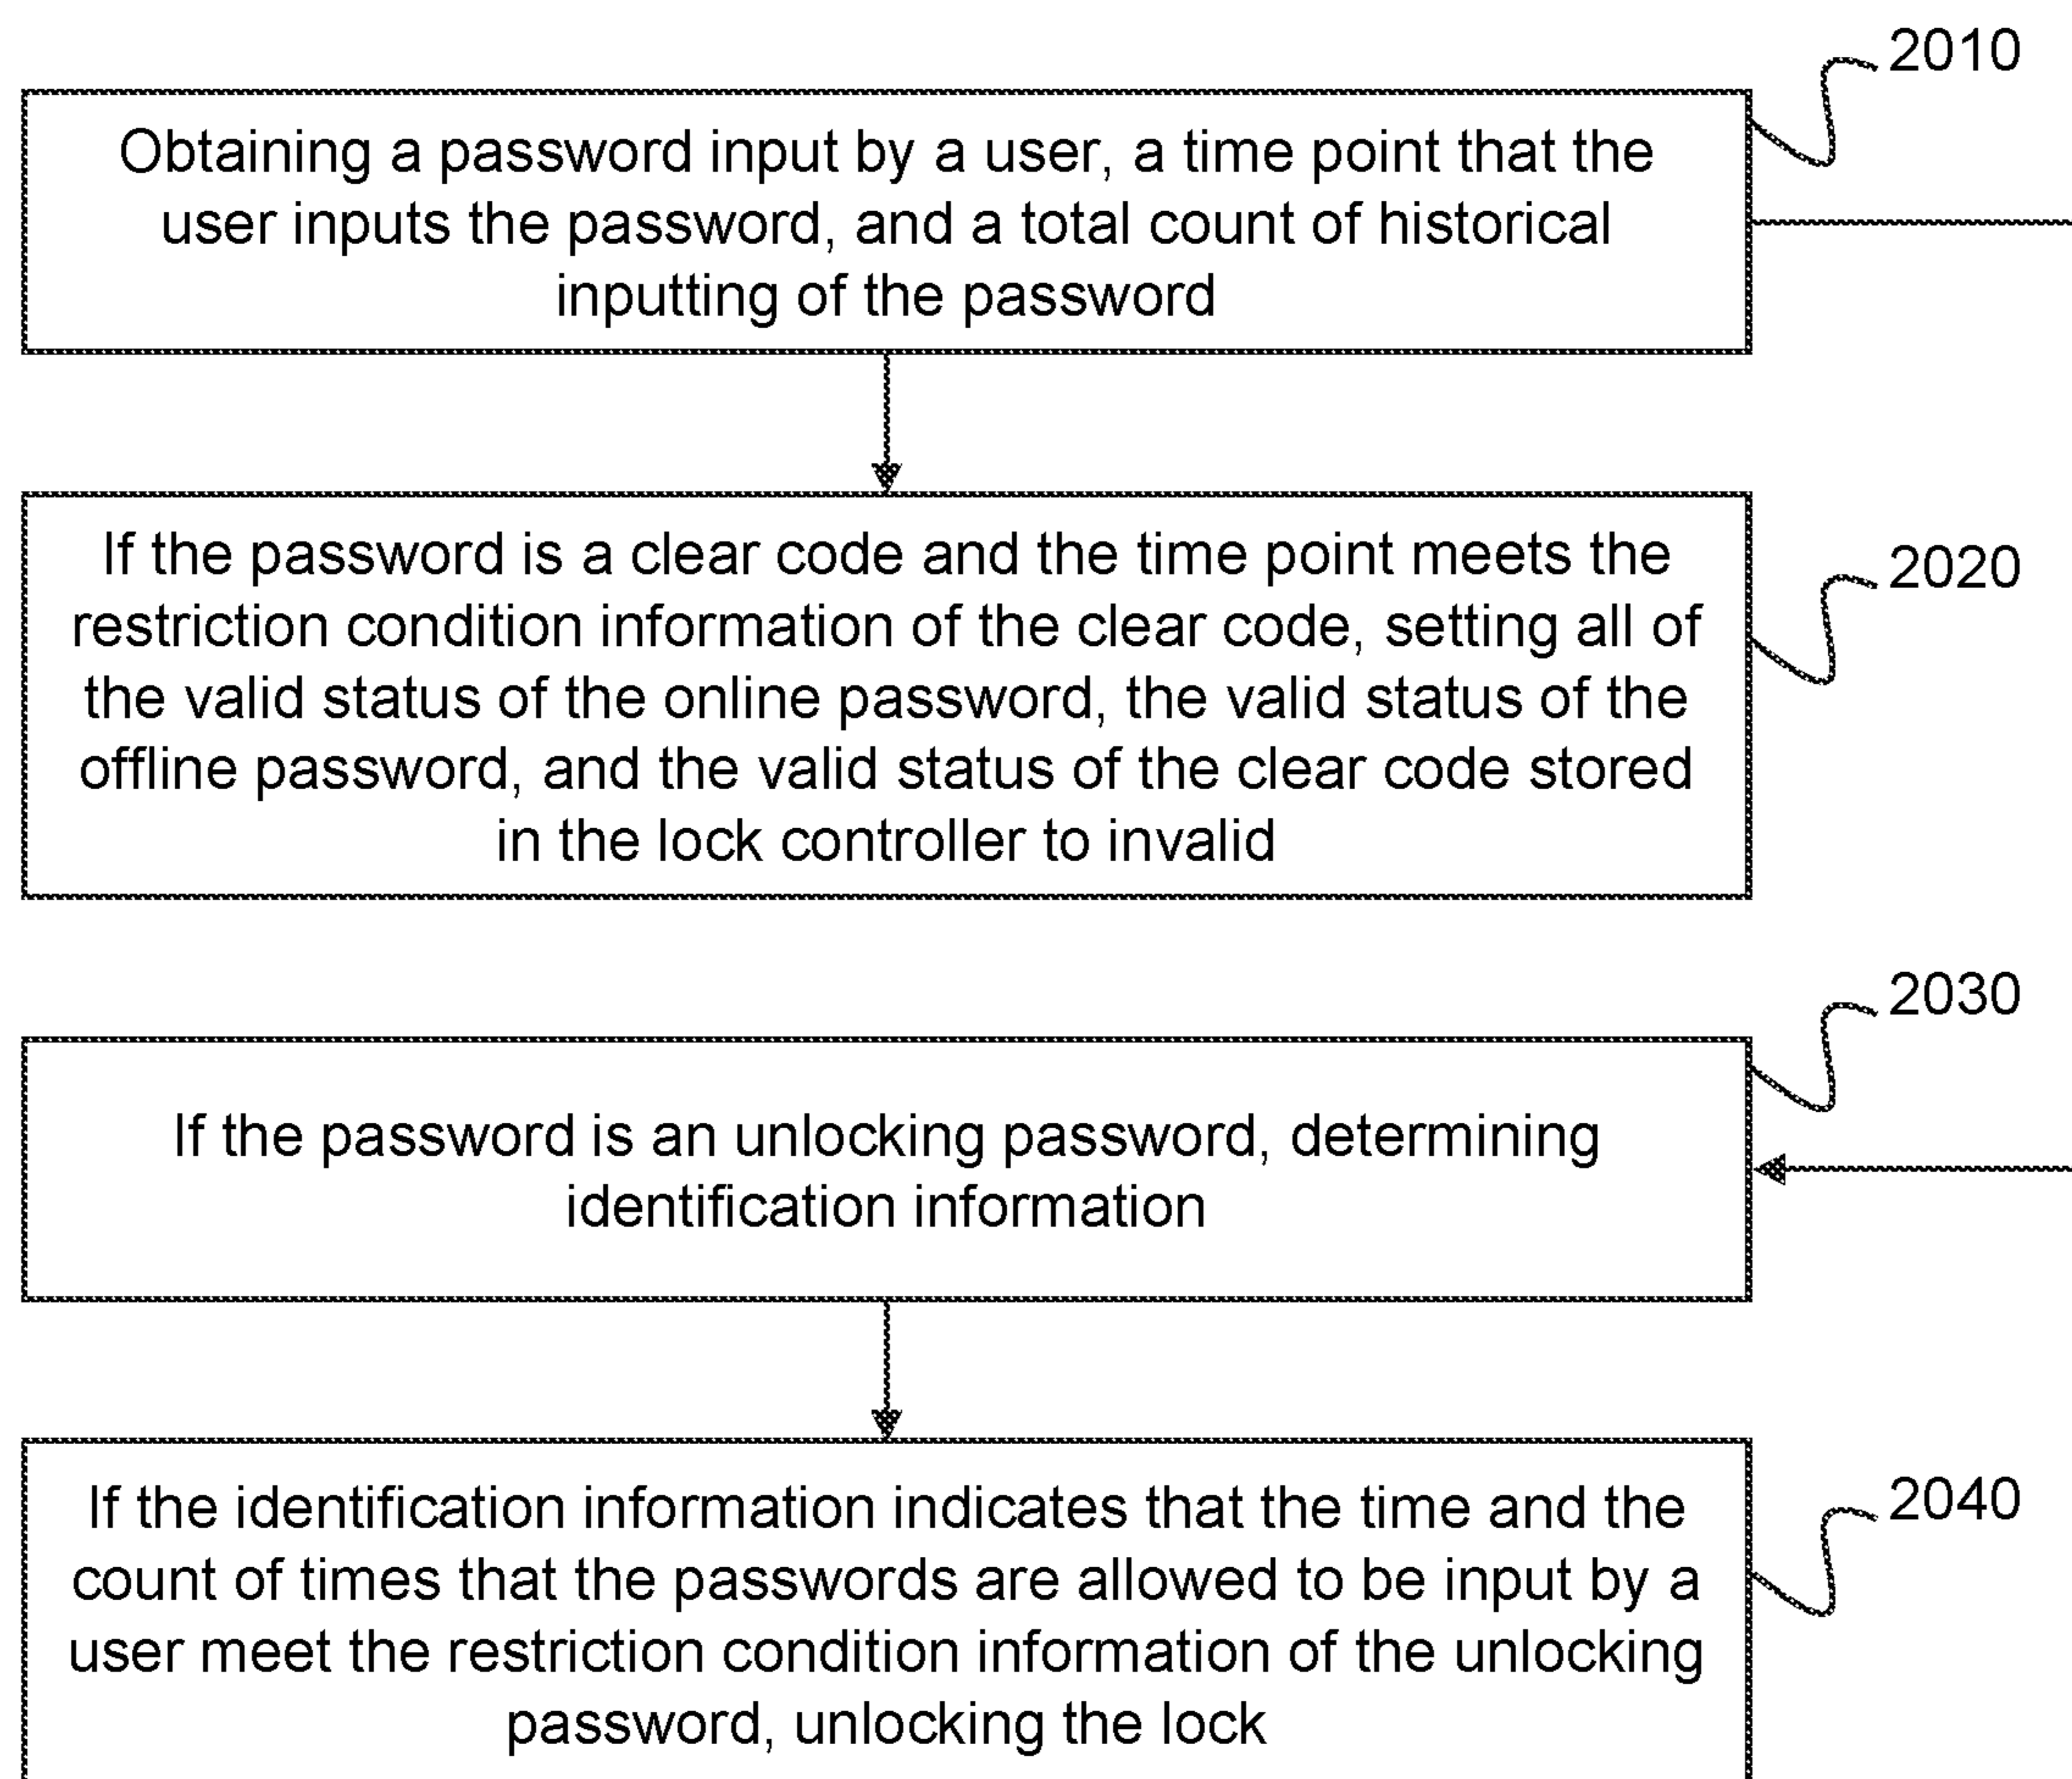 2010
Obtaining a password input by a user, a time point that the
user inputs the password, and a total count of historical
inputting of the password
If the password is a clear code and the time point meets the
restriction condition information of the clear code, setting all of
the valid status of the online password, the valid status of the
offline password, and the valid status of the clear code stored
in the lock controller to invalid
2020
2030
If the password is an unlocking password, determining
identification information
If the identification information indicates that the time and the
count of times that the passwords are allowed to be input by a
user meet the restriction condition information of the unlocking
password, unlocking the lock
2040